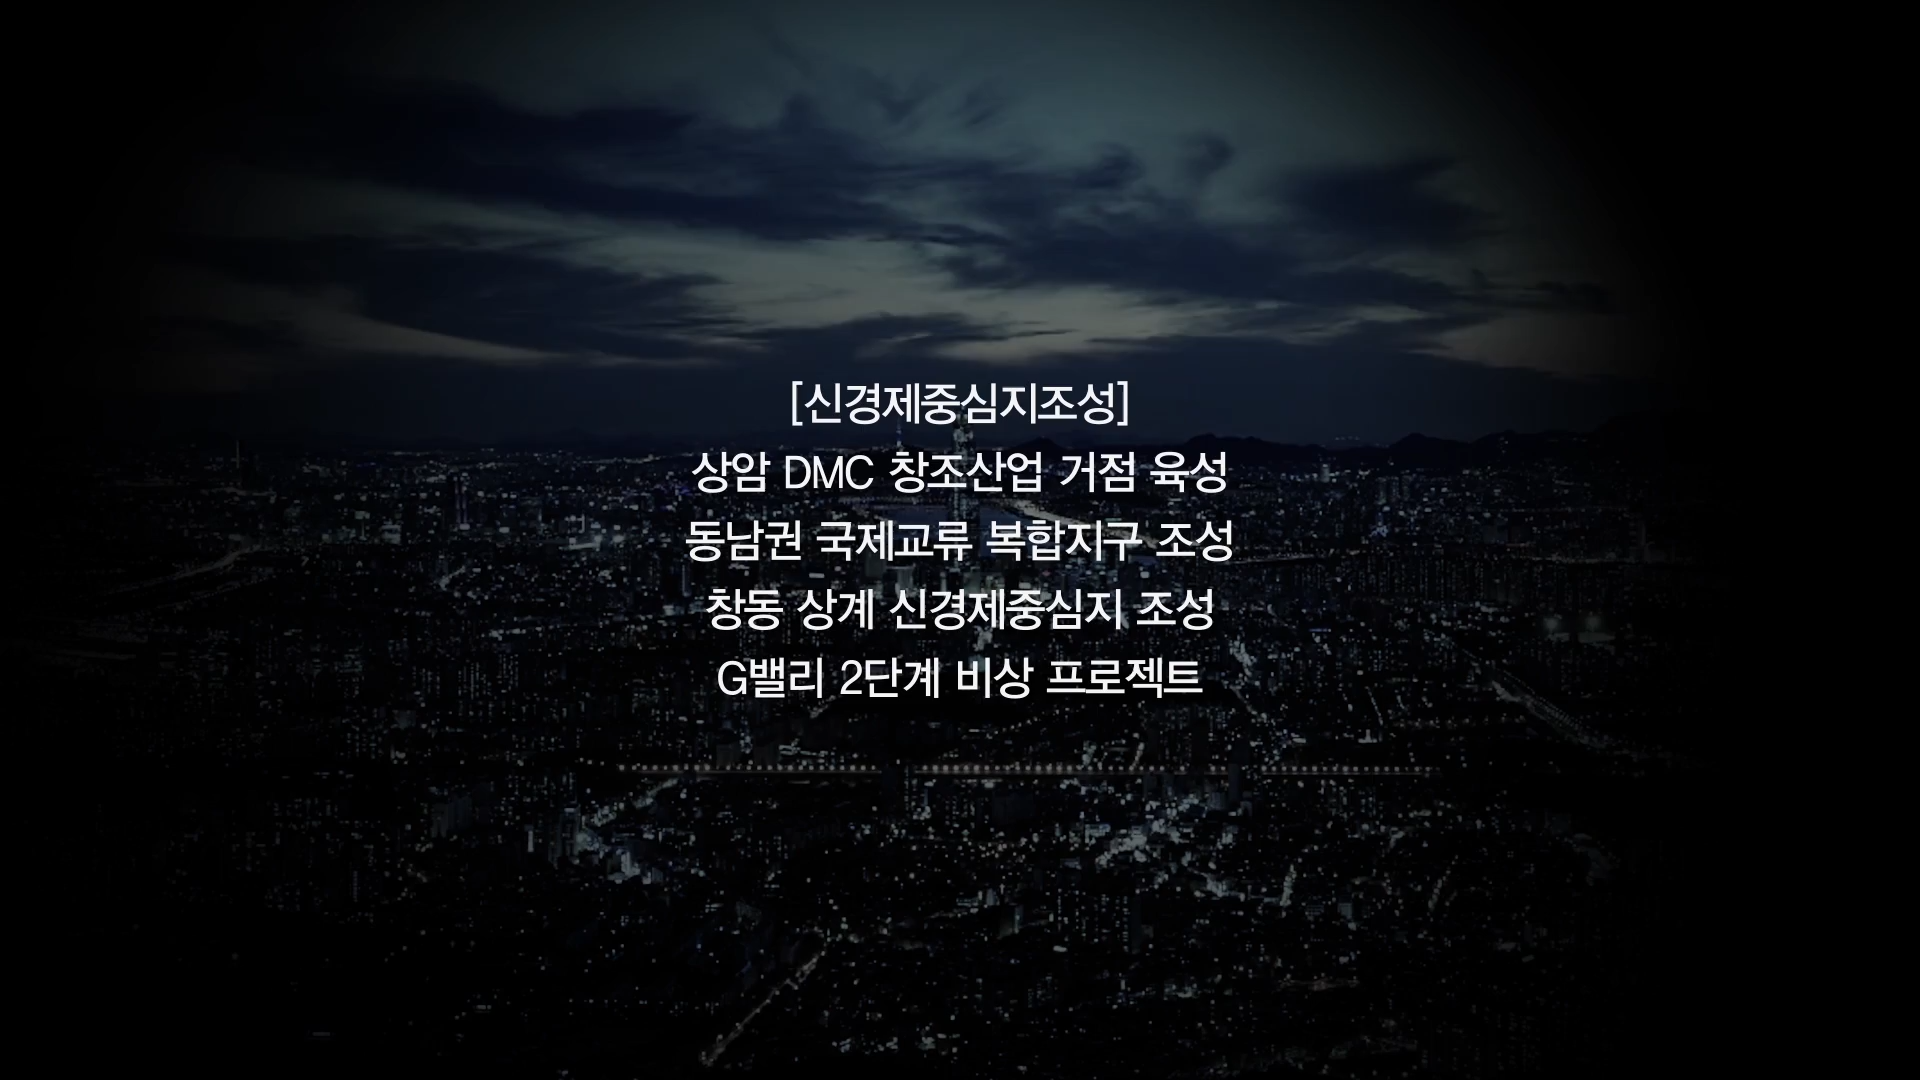 [신경제중심지조성]
상암 DMC 창조산업 거점 육성
동남권 국제교류 복합지구 조성
창동 상계 신경제중심지 조성
G밸리 2단계 비상 프로젝트